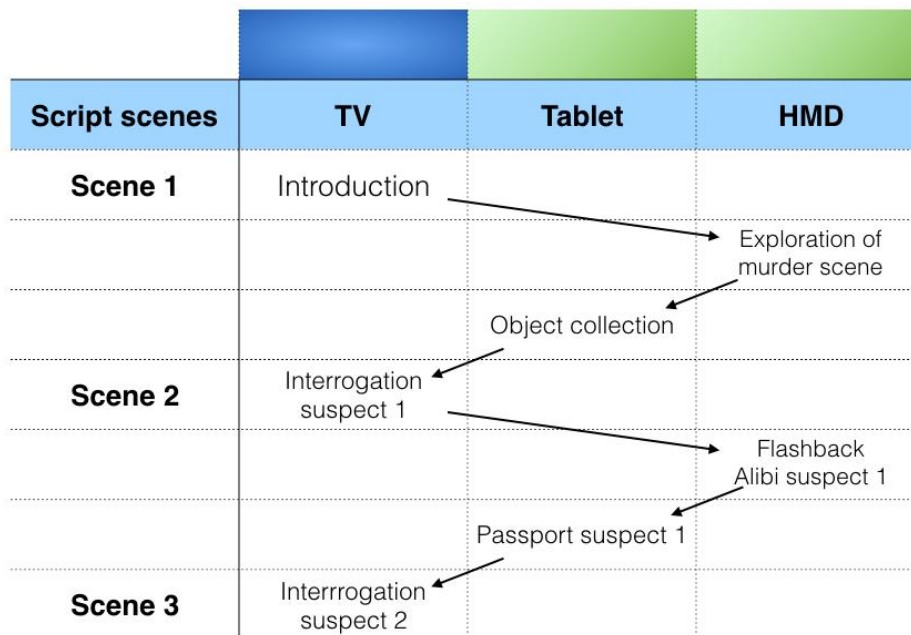 Script scenes TV Tablet HMD
Scene 1 Introduction
Exploration of
murder scene
Object collection
Scene 2 Interrogation
suspect 1
Flashback
Alibi suspect 1
Passport suspect 1
Scene 3 Interrrogation
suspect 2